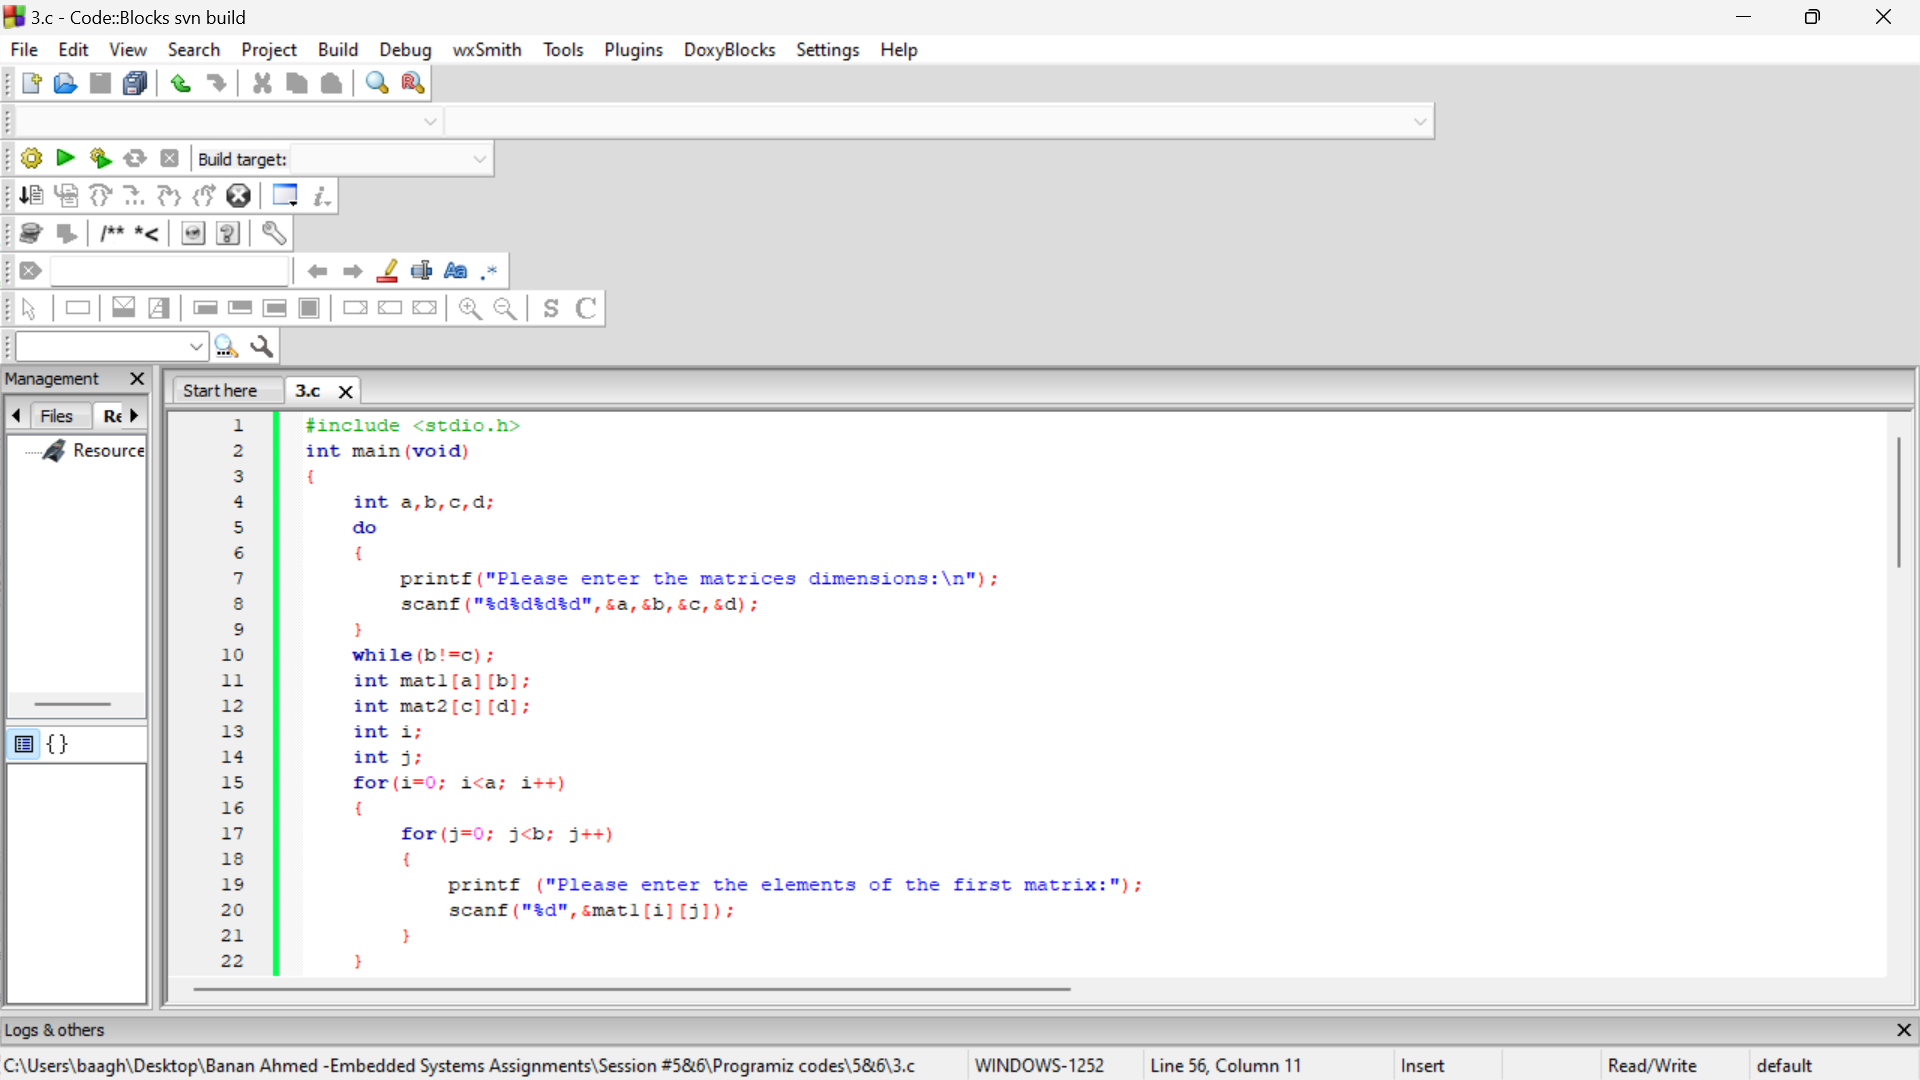 3.c - Code::Blocks svn build
File Edit View Search Project Build Debug wxSmith Tools Plugins DoxyBlocks Settings Help
Build target:
/** *<
Aa .*
S C
Management
Files Re
Resource
{}
Start here 3.c
1 #include <stdio.h>
2 int main(void)
3 {
4 int a,b,c,d;
5 do
6 {
7 printf("Please enter the matrices dimensions:\n");
8 scanf("%d%d%d%d",&a,&b,&c,&d);
9 }
10 while(b!=c);
11 int mat1[a][b];
12 int mat2[c][d];
13 int i;
14 int j;
15 for(i=0; i<a; i++)
16 {
17 for(j=0; j<b; j++)
18 {
19 printf ("Please enter the elements of the first matrix:");
20 scanf("%d",&mat1[i][j]);
21 }
22 }
Logs & others
C:\Users\baagh\Desktop\Banan Ahmed -Embedded Systems Assignments\Session #5&6\Programiz codes\5&6\3.c WINDOWS-1252 Line 56, Column 11 Insert Read/Write default